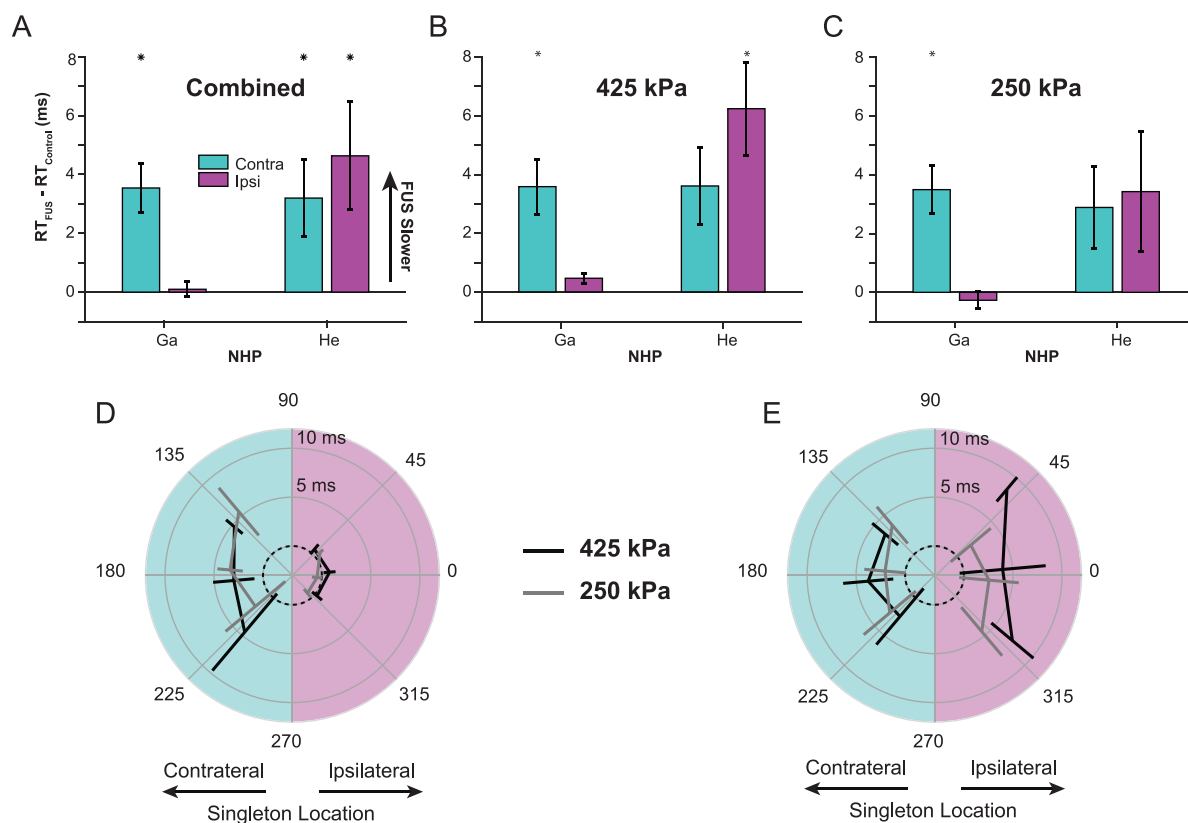 A
B
C
8
6
4
2
0
RT_FUS - RT_Control (ms)
* * *
Combined
Contra
Ipsi
FUS Slower
Ga
He
NHP
8
6
4
2
0
* *
425 kPa
Ga
He
NHP
8
6
4
2
0
*
250 kPa
Ga
He
NHP
D
90
135
45
10 ms
5 ms
180
0
225
315
270
Contrateral
Ipsilateral
Singleton Location
425 kPa
250 kPa
E
90
135
45
10 ms
5 ms
180
0
225
315
270
Contrateral
Ipsilateral
Singleton Location